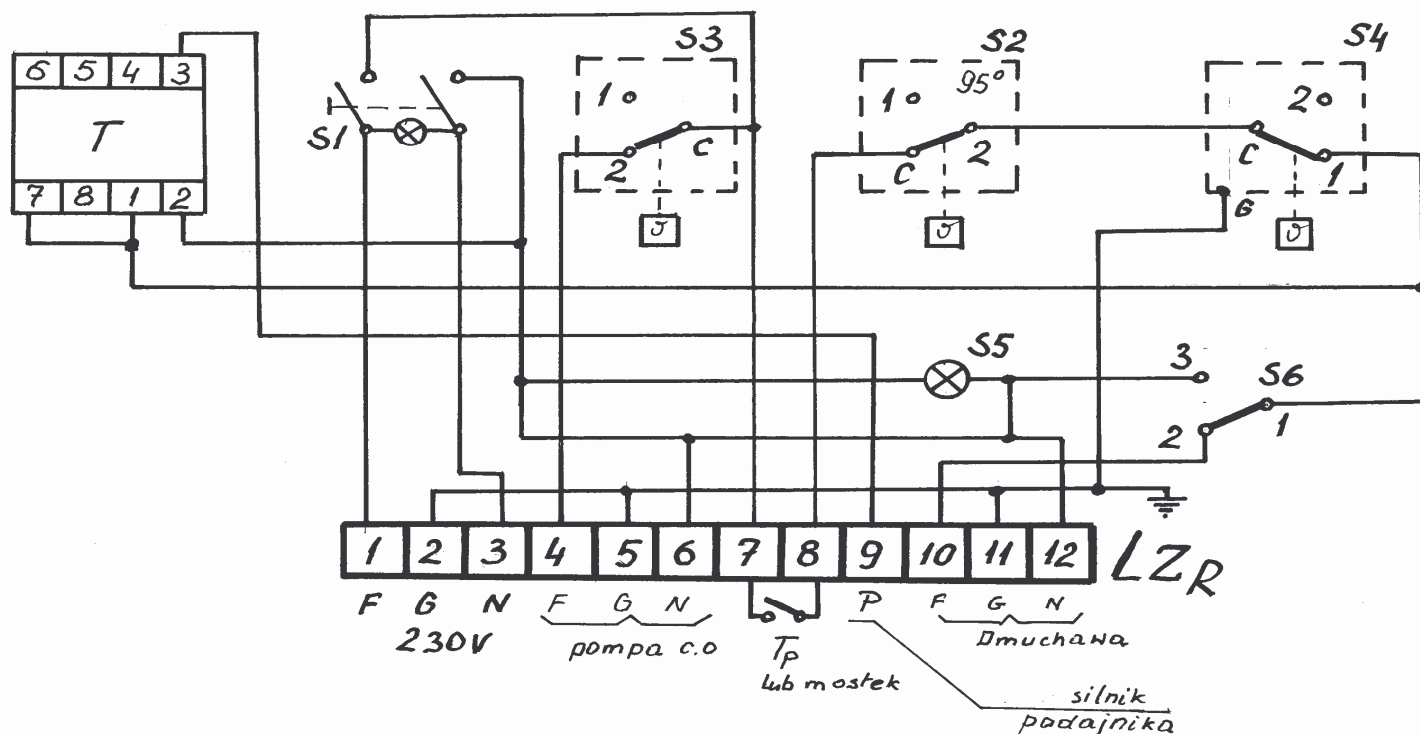 S3
S2
S4
6 5 4 3
T
7 8 1 2
S1
1
2
C
1
95°
C
2
2
C
1
G
ϑ
ϑ
ϑ
S5
3
S6
2
1
1 2 3 4 5 6 7 8 9 10 11 12
LZR
F G N F G N P F G N
230V
pompa c.o
Tp
lub mostek
Dmuchawa
silnik
podajnika